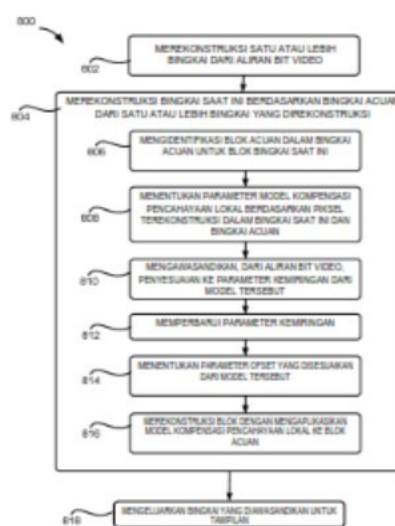 800
MEREKONSTRUKSI SATU ATAU LEBIH
BINGKAI DARI ALIRAN BIT VIDEO
802
MEREKONSTRUKSI BINGKAI SAAT INI BERDASARKAN BINGKAI ACUAN
DARI SATU ATAU LEBIH BINGKAI YANG DIREKONSTRUKSI
804
MENGIDENTIFIKASI BLOK ACUAN DALAM BINGKAI
ACUAN UNTUK BLOK BINGKAI SAAT INI
806
MENENTUKAN PARAMETER MODEL KOMPENSASI
PENCAHAYAAN LOKAL BERDASARKAN PIKSEL
TEREKONSTRUKSI DALAM BINGKAI SAAT INI DAN
BINGKAI ACUAN
808
MENGAWASANDIKAN, DARI ALIRAN BIT VIDEO,
PENYESUAIAN KE PARAMETER KEMIRINGAN DARI
MODEL TERSEBUT
810
MEMPERBARUI PARAMETER KEMIRINGAN
812
MENENTUKAN PARAMETER OFSET YANG DISESUAIKAN
DARI MODEL TERSEBUT
814
MEREKONSTRUKSI BLOK DENGAN MENGAPLIKASIKAN
MODEL KOMPENSASI PENCAHAYAAN LOKAL KE BLOK
ACUAN
816
MENGELUARKAN BINGKAI YANG DIAWASANDIKAN UNTUK
TAMPILAN
818